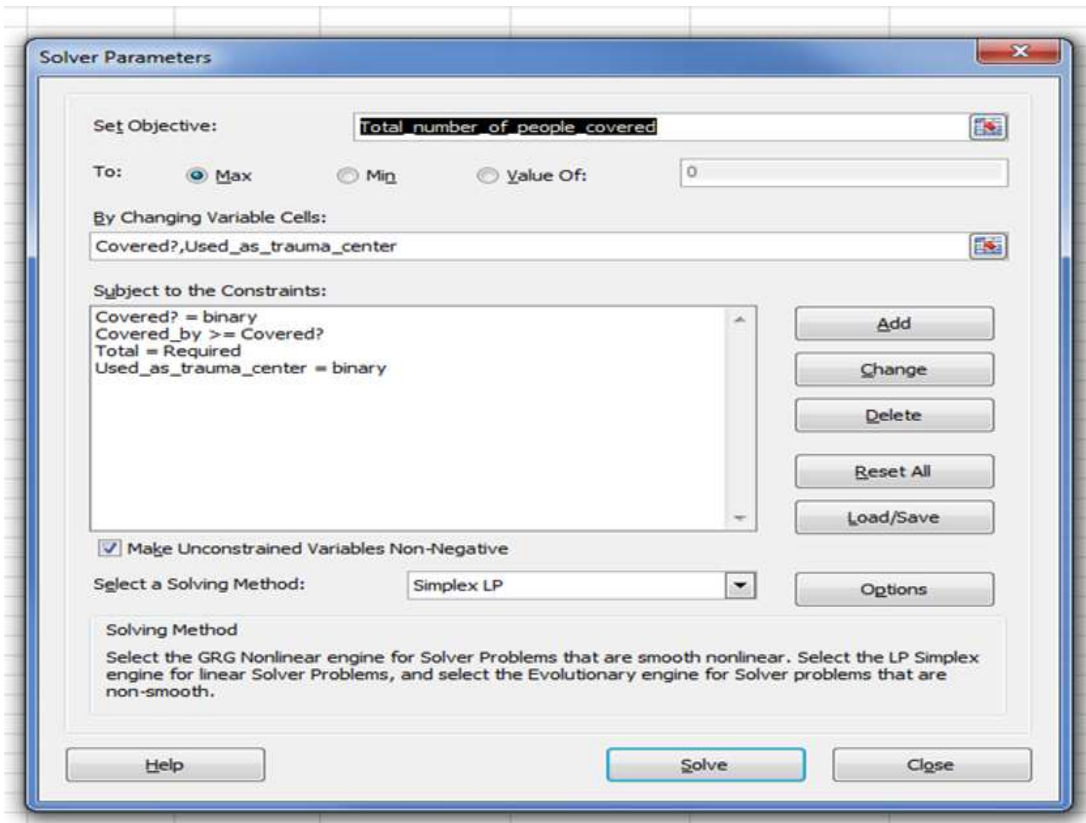 Solver Parameters
Set Objective:
Total_number_of_people_covered
To:
Max
Min
Value Of:
0
By Changing Variable Cells:
Covered?,Used_as_trauma_center
Subject to the Constraints:
Covered? = binary
Covered_by >= Covered?
Total = Required
Used_as_trauma_center = binary
Add
Change
Delete
Reset All
Load/Save
Make Unconstrained Variables Non-Negative
Select a Solving Method:
Simplex LP
Options
Solving Method
Select the GRG Nonlinear engine for Solver Problems that are smooth nonlinear. Select the LP Simplex
engine for linear Solver Problems, and select the Evolutionary engine for Solver problems that are
non-smooth.
Help
Solve
Close